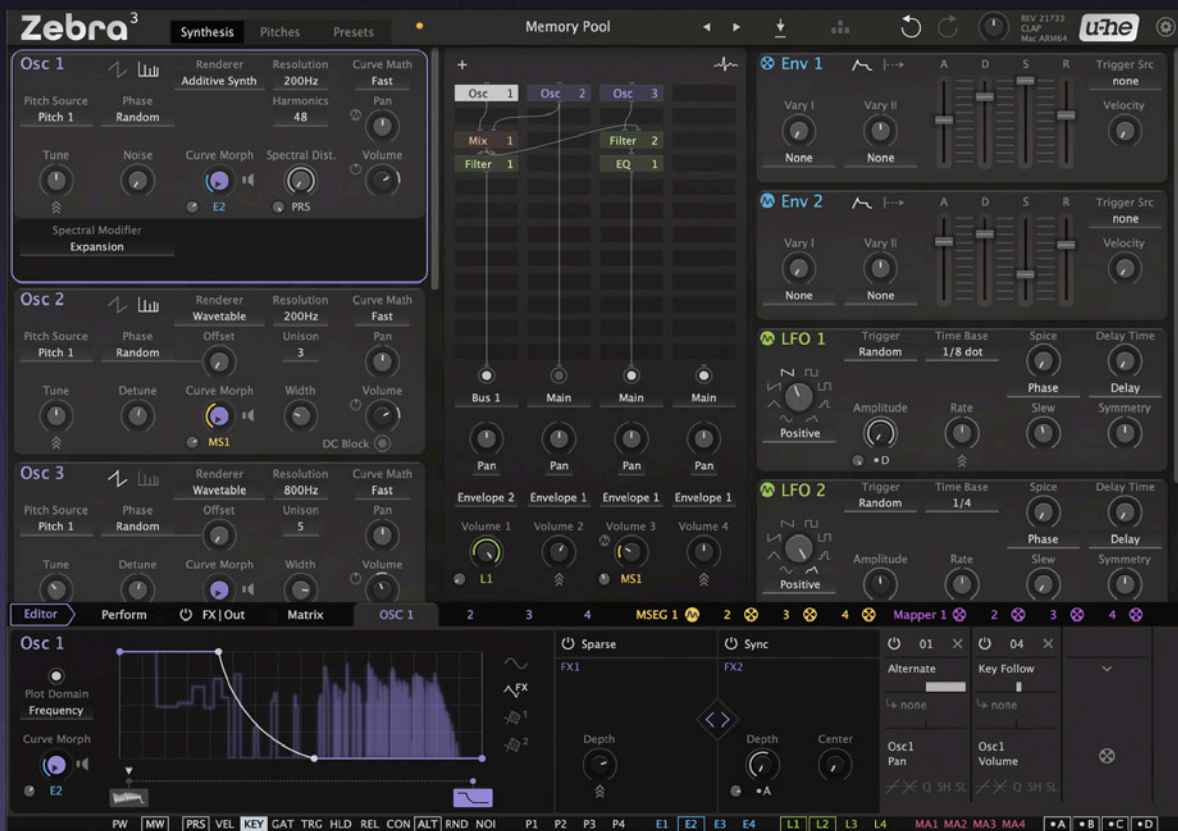 Zebra 3
Synthesis Pitches Presets
Memory Pool
REV 21733
CLAP
Mac ARM64
u-he
Osc 1
Renderer Resolution Curve Math
Additive Synth 200Hz Fast
Pitch Source Phase Harmonics Pan
Pitch 1 Random 48
Tune Noise Curve Morph Spectral Dist. Volume
E2 PRS
Spectral Modifier
Expansion
Osc 2
Renderer Resolution Curve Math
Wavetable 200Hz Fast
Pitch Source Phase Offset Unison Pan
Pitch 1 Random 3
Tune Detune Curve Morph Width Volume
MS1 DC Block
Osc 3
Renderer Resolution Curve Math
Wavetable 800Hz Fast
Pitch Source Phase Offset Unison Pan
Pitch 1 Random 5
Tune Detune Curve Morph Width Volume
+
Osc 1 Osc 2 Osc 3
Mix 1 Filter 2
Filter 1 EQ 1
Bus 1 Main Main Main
Pan Pan Pan Pan
Envelope 2 Envelope 1 Envelope 1 Envelope 1
Volume 1 Volume 2 Volume 3 Volume 4
L1 MS1
Env 1 A D S R Trigger Src
none
Vary I Vary II Velocity
None None
Env 2 A D S R Trigger Src
none
Vary I Vary II Velocity
None None
LFO 1 Trigger Time Base Spice Delay Time
Random 1/8 dot
Phase Delay
Amplitude Rate Slew Symmetry
Positive
•D
LFO 2 Trigger Time Base Spice Delay Time
Random 1/4
Phase Delay
Amplitude Rate Slew Symmetry
Positive
Editor Perform FX|Out Matrix OSC 1 2 3 4 MSEG 1 2 3 4 Mapper 1 2 3 4
Osc 1
Plot Domain
Frequency
Curve Morph
E2
FX
1
2
Sparse Sync
FX1 FX2
Depth Depth Center
•A
01 X 04 X
Alternate Key Follow
none none
Osc1 Osc1
Pan Volume
Q SH SL Q SH SL
PW MW PRS VEL KEY GAT TRG HLD REL CON ALT RND NOI P1 P2 P3 P4 E1 E2 E3 E4 L1 L2 L3 L4 MA1 MA2 MA3 MA4 •A •B •C •D